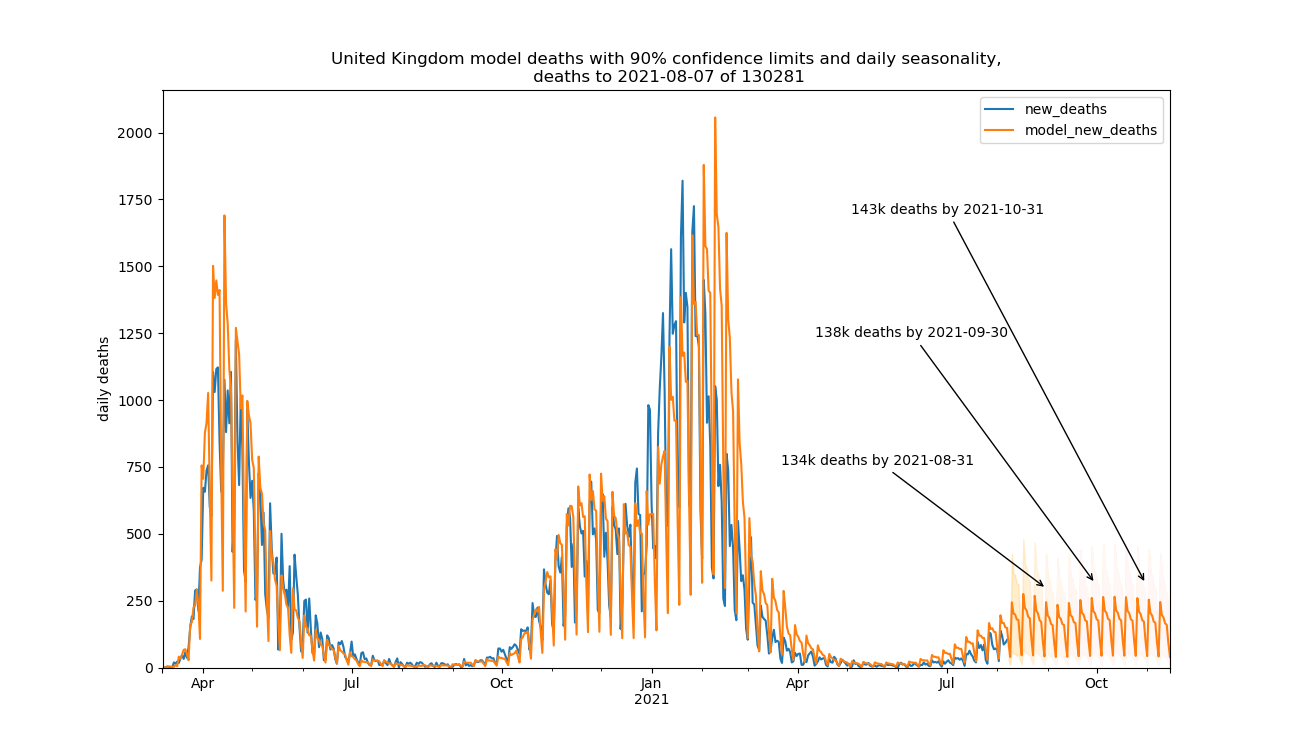 United Kingdom model deaths with 90% confidence limits and daily seasonality,
deaths to 2021-08-07 of 130281
new_deaths
model_new_deaths
daily deaths
2000
1750
1500
1250
1000
750
500
250
0
143k deaths by 2021-10-31
138k deaths by 2021-09-30
134k deaths by 2021-08-31
Apr
Jul
Oct
Jan
2021
Apr
Jul
Oct